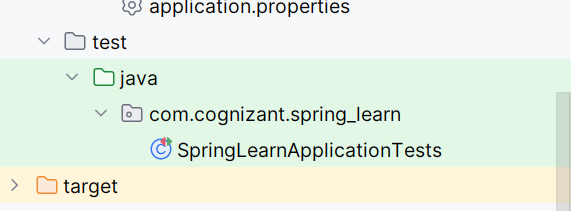 application.properties
test
java
com.cognizant.spring_learn
SpringLearnApplicationTests
target